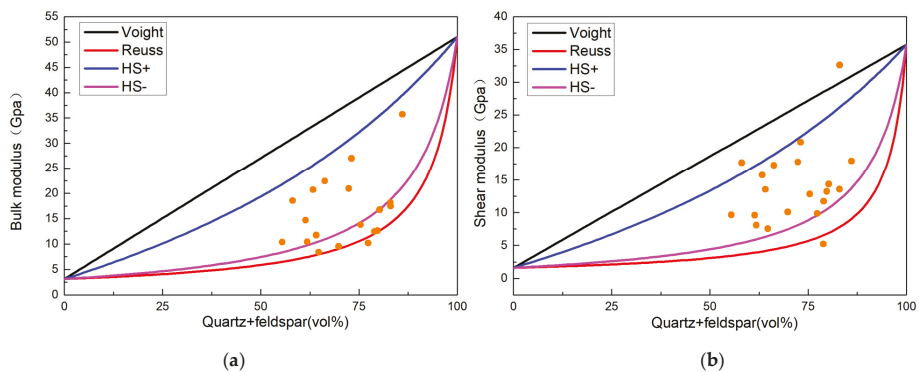 Voight
Reuss
HS+
HS-
Bulk modulus（Gpa）
55
50
45
40
35
30
25
20
15
10
5
0
0
25
50
75
100
Quartz+feldspar(vol%)
(a)
Voight
Reuss
HS+
HS-
Shear modulus（Gpa）
40
35
30
25
20
15
10
5
0
0
25
50
75
100
Quartz+feldspar(vol%)
(b)